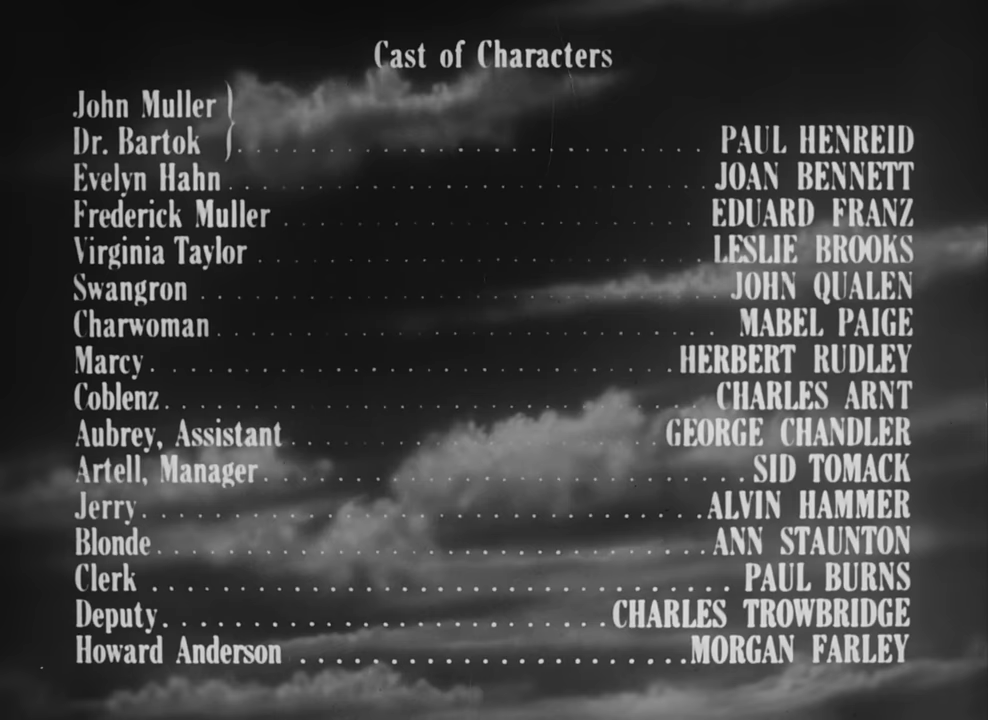 Cast of Characters
John Muller
Dr. Bartok . . . . . . . . . . . . . . . . . . . . . . . . . . PAUL HENREID
Evelyn Hahn . . . . . . . . . . . . . . . . . . . . . . . . . . JOAN BENNETT
Frederick Muller . . . . . . . . . . . . . . . . . . . . . . EDUARD FRANZ
Virginia Taylor . . . . . . . . . . . . . . . . . . . . . . . . LESLIE BROOKS
Swangron . . . . . . . . . . . . . . . . . . . . . . . . . . . . JOHN QUALEN
Charwoman . . . . . . . . . . . . . . . . . . . . . . . . . . . MABEL PAIGE
Marcy . . . . . . . . . . . . . . . . . . . . . . . . . . . . HERBERT RUDLEY
Coblenz . . . . . . . . . . . . . . . . . . . . . . . . . . . . . CHARLES ARNT
Aubrey, Assistant . . . . . . . . . . . . . . . . . . . . GEORGE CHANDLER
Artell, Manager . . . . . . . . . . . . . . . . . . . . . . . . . SID TOMACK
Jerry . . . . . . . . . . . . . . . . . . . . . . . . . . . . . ALVIN HAMMER
Blonde . . . . . . . . . . . . . . . . . . . . . . . . . . . . . ANN STAUNTON
Clerk . . . . . . . . . . . . . . . . . . . . . . . . . . . . . . PAUL BURNS
Deputy . . . . . . . . . . . . . . . . . . . . . . . CHARLES TROWBRIDGE
Howard Anderson . . . . . . . . . . . . . . . . . . . . MORGAN FARLEY